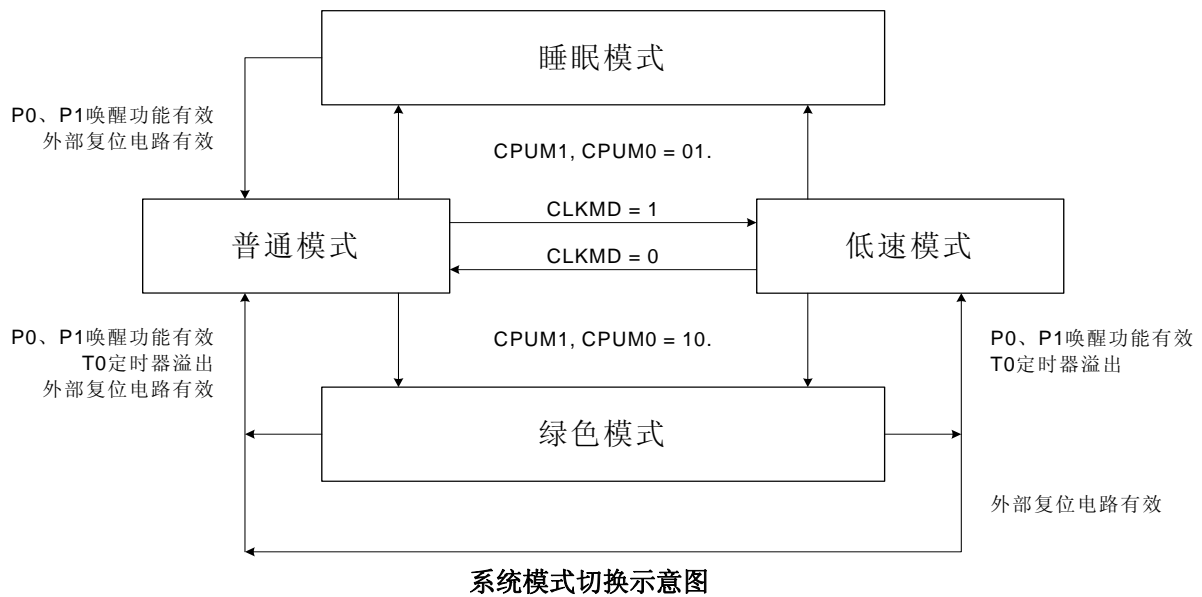 睡眠模式
P0、P1唤醒功能有效
外部复位电路有效
CPUM1, CPUM0 = 01.
普通模式
CLKMD = 1
CLKMD = 0
低速模式
P0、P1唤醒功能有效
T0定时器溢出
外部复位电路有效
CPUM1, CPUM0 = 10.
P0、P1唤醒功能有效
T0定时器溢出
绿色模式
外部复位电路有效
系统模式切换示意图